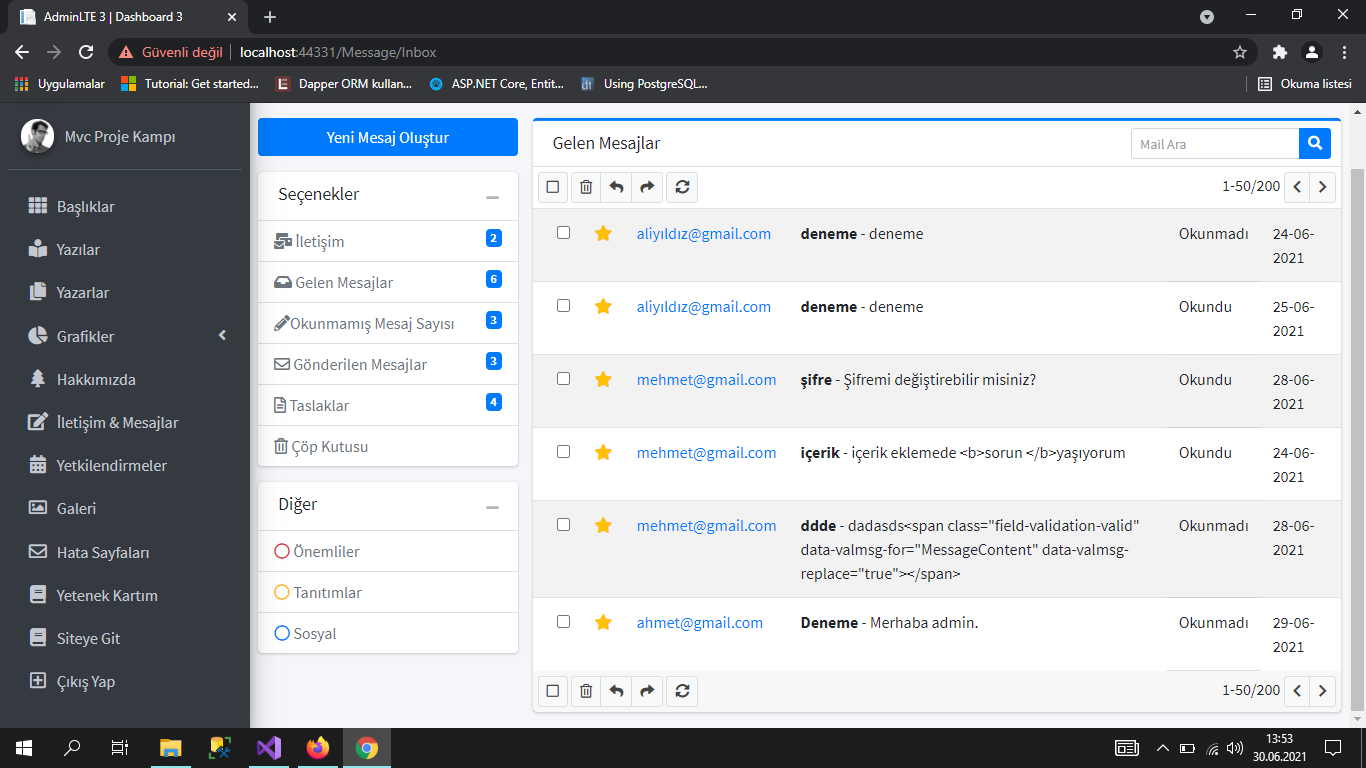 AdminLTE 3 | Dashboard 3
Güvenli değil localhost:44331/Message/Inbox
Uygulamalar Tutorial: Get started... Dapper ORM kullan... ASP.NET Core, Entit... Using PostgreSQL... Okuma listesi
Mvc Proje Kampı
Başlıklar
Yazılar
Yazarlar
Grafikler
Hakkımızda
İletişim & Mesajlar
Yetkilendirmeler
Galeri
Hata Sayfaları
Yetenek Kartım
Siteye Git
Çıkış Yap
Yeni Mesaj Oluştur
Seçenekler
İletişim 2
Gelen Mesajlar 6
Okunmamış Mesaj Sayısı 3
Gönderilen Mesajlar 3
Taslaklar 4
Çöp Kutusu
Diğer
Önemliler
Tanıtımlar
Sosyal
Gelen Mesajlar Mail Ara
1-50/200
aliyıldız@gmail.com deneme - deneme Okunmadı 24-06-
2021
aliyıldız@gmail.com deneme - deneme Okundu 25-06-
2021
mehmet@gmail.com şifre - Şifremi değiştirebilir misiniz? Okundu 28-06-
2021
mehmet@gmail.com içerik - içerik eklemede <b>sorun </b>yaşıyorum Okundu 24-06-
2021
mehmet@gmail.com ddde - dadasds<span class="field-validation-valid" Okunmadı 28-06-
data-valmsg-for="MessageContent" data-valmsg- 2021
replace="true"></span>
ahmet@gmail.com Deneme - Merhaba admin. Okunmadı 29-06-
2021
1-50/200
13:53
30.06.2021